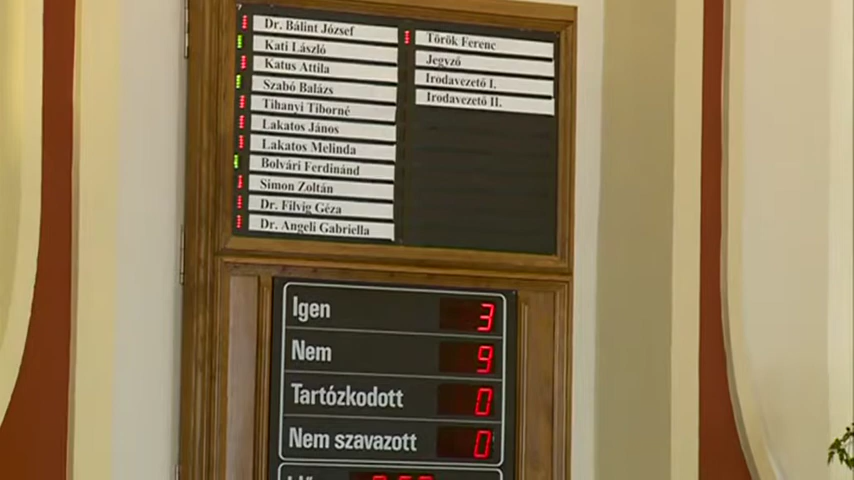 Dr. Bálint József
Kati László
Katus Attila
Szabó Balázs
Tihanyi Tiborné
Lakatos János
Lakatos Melinda
Bolvári Ferdinánd
Simon Zoltán
Dr. Filvig Géza
Dr. Angeli Gabriella
Török Ferenc
Jegyző
Irodavezető I.
Irodavezető II.
Igen 3
Nem 9
Tartózkodott 0
Nem szavazott 0